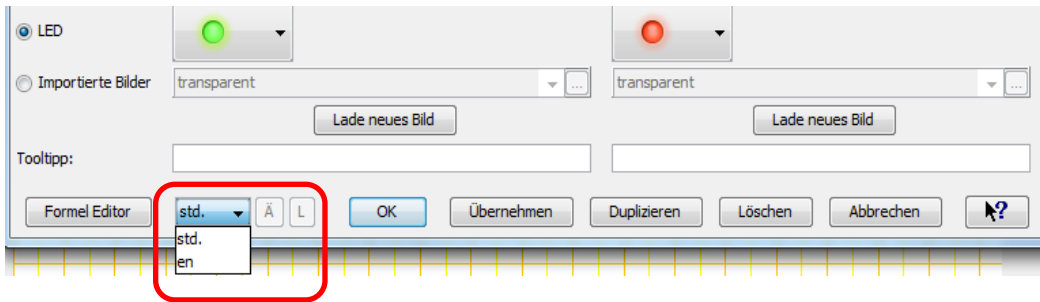 LED
Importierte Bilder transparent ... transparent ...
Lade neues Bild Lade neues Bild
Tooltipp:
Formel Editor std. Ä L OK Übernehmen Duplizieren Löschen Abbrechen ?
std.
en